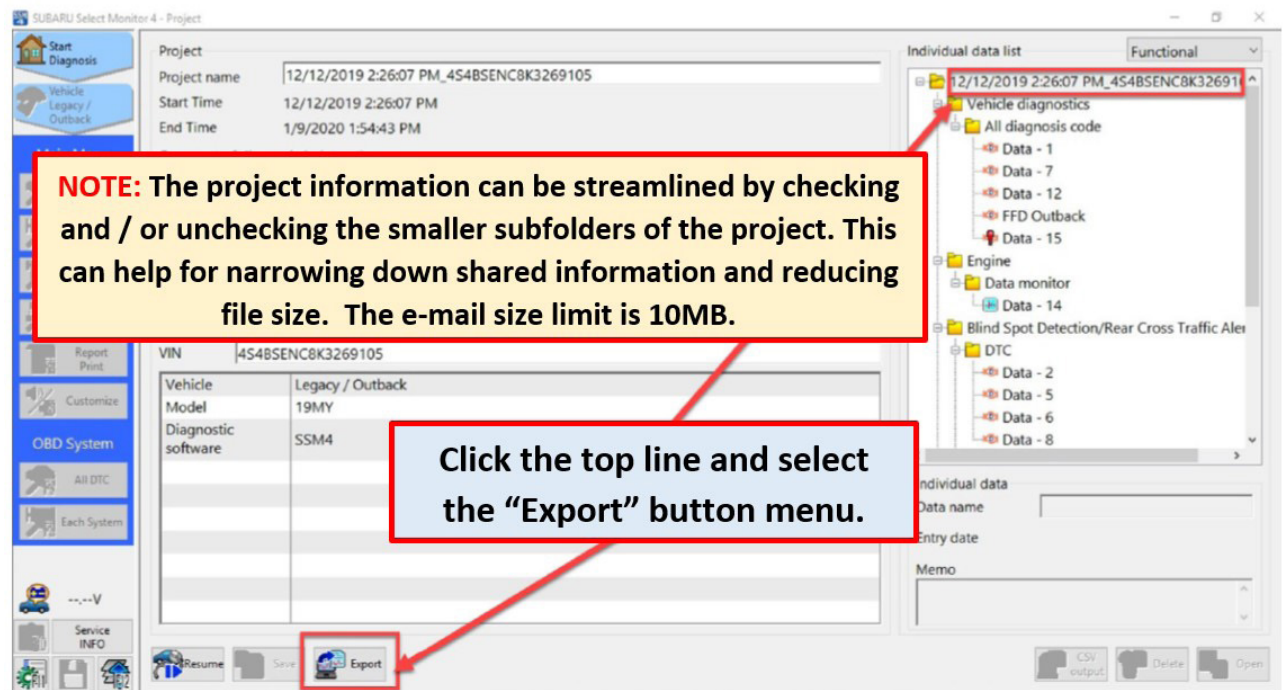 SUBARU Select Monitor 4 - Project
Start
Diagnosis
Vehicle
Legacy /
Outback
Project
Project name 12/12/2019 2:26:07 PM_4S4BSENC8K3269105
Start Time 12/12/2019 2:26:07 PM
End Time 1/9/2020 1:54:43 PM
NOTE: The project information can be streamlined by checking
and / or unchecking the smaller subfolders of the project. This
can help for narrowing down shared information and reducing
file size. The e-mail size limit is 10MB.
Report
Print
Customize
OBD System
All DTC
Each System
--.--V
Service
INFO
VIN 4S4BSENC8K3269105
Vehicle Legacy / Outback
Model 19MY
Diagnostic
software SSM4
Click the top line and select
the “Export” button menu.
Resume
Save
Export
Individual data list Functional
12/12/2019 2:26:07 PM_4S4BSENC8K32691
Vehicle diagnostics
All diagnosis code
Data - 1
Data - 7
Data - 12
FFD Outback
Data - 15
Engine
Data monitor
Data - 14
Blind Spot Detection/Rear Cross Traffic Aler
DTC
Data - 2
Data - 5
Data - 6
Data - 8
ndividual data
Data name
Entry date
Memo
CSV
output
Delete
Open